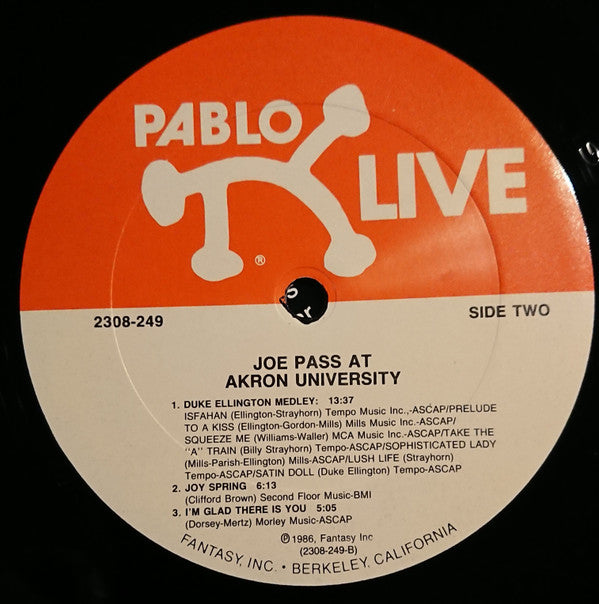 PABLO
LIVE
®
2308-249
SIDE TWO
JOE PASS AT
AKRON UNIVERSITY
1. DUKE ELLINGTON MEDLEY: 13:37
ISFAHAN (Ellington-Strayhorn) Tempo Music Inc.,-ASCAP/PRELUDE
TO A KISS (Ellington-Gordon-Mills) Mills Music Inc.-ASCAP/
SQUEEZE ME (Williams-Waller) MCA Music Inc.-ASCAP/TAKE THE
"A" TRAIN (Billy Strayhorn) Tempo-ASCAP/SOPHISTICATED LADY
(Mills-Parish-Ellington) Mills-ASCAP/LUSH LIFE (Strayhorn)
Tempo-ASCAP/SATIN DOLL (Duke Ellington) Tempo-ASCAP
2. JOY SPRING 6:13
(Clifford Brown) Second Floor Music-BMI
3. I'M GLAD THERE IS YOU 5:05
(Dorsey-Mertz) Morley Music-ASCAP
℗ 1986, Fantasy Inc
(2308-249-B)
FANTASY, INC. • BERKELEY, CALIFORNIA